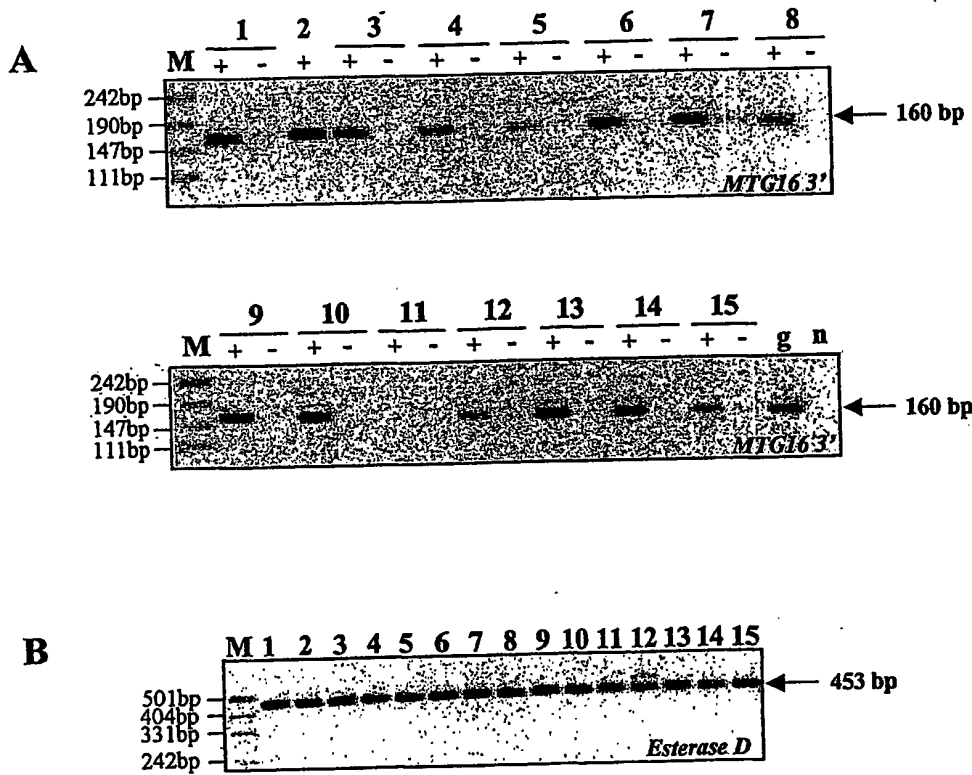 A
1 2 3 4 5 6 7 8
M + - + + - + - + - + - + - + -
242bp
190bp
147bp
111bp
160 bp
MTG16 3'
9 10 11 12 13 14 15
M + - + - + - + - + - + - + - g n
242bp
190bp
147bp
111bp
160 bp
MTG16 3'
B
M 1 2 3 4 5 6 7 8 9 10 11 12 13 14 15
501bp
404bp
331bp
242bp
453 bp
Esterase D